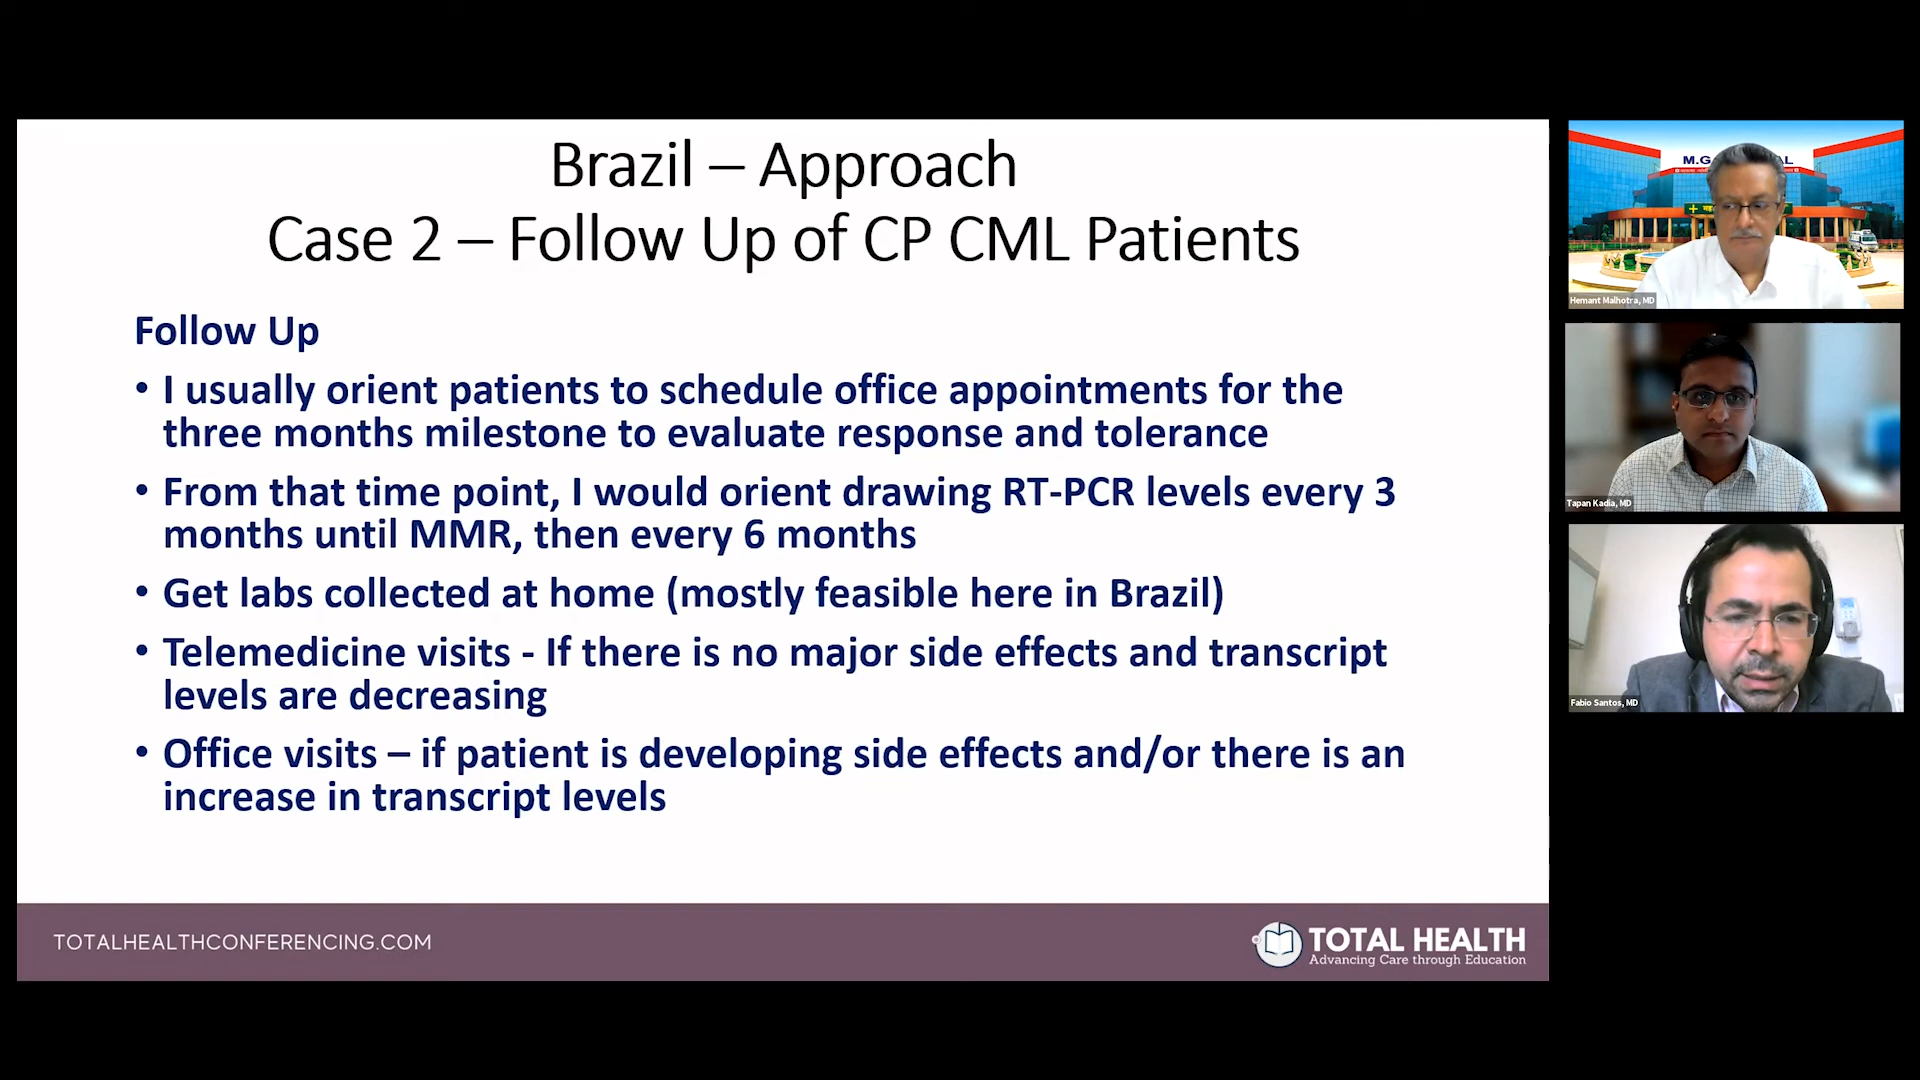 Brazil – Approach
Case 2 – Follow Up of CP CML Patients
Follow Up
• I usually orient patients to schedule office appointments for the
three months milestone to evaluate response and tolerance
• From that time point, I would orient drawing RT-PCR levels every 3
months until MMR, then every 6 months
• Get labs collected at home (mostly feasible here in Brazil)
• Telemedicine visits - If there is no major side effects and transcript
levels are decreasing
• Office visits – if patient is developing side effects and/or there is an
increase in transcript levels
TOTALHEALTHCONFERENCING.COM
TOTAL HEALTH
Advancing Care through Education
Hemant Malhotra, MD
Tapan Kadia, MD
Fabio Santos, MD